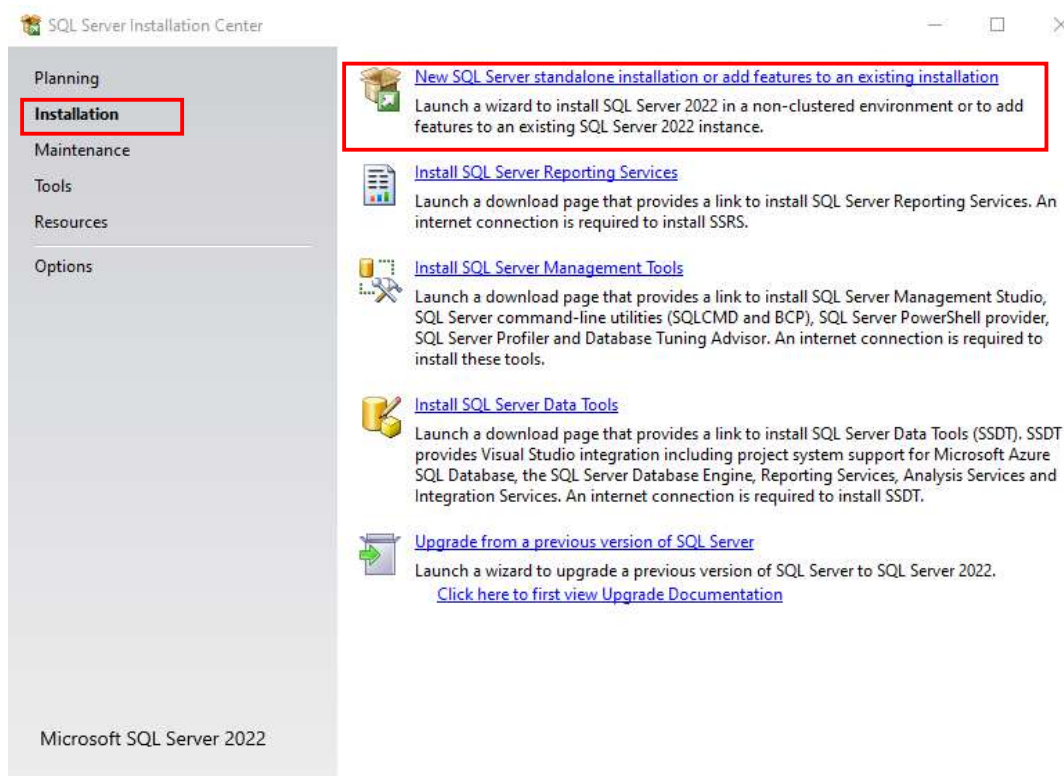 SQL Server Installation Center
Planning
Installation
Maintenance
Tools
Resources
Options
Microsoft SQL Server 2022
New SQL Server standalone installation or add features to an existing installation
Launch a wizard to install SQL Server 2022 in a non-clustered environment or to add
features to an existing SQL Server 2022 instance.
Install SQL Server Reporting Services
Launch a download page that provides a link to install SQL Server Reporting Services. An
internet connection is required to install SSRS.
Install SQL Server Management Tools
Launch a download page that provides a link to install SQL Server Management Studio,
SQL Server command-line utilities (SQLCMD and BCP), SQL Server PowerShell provider,
SQL Server Profiler and Database Tuning Advisor. An internet connection is required to
install these tools.
Install SQL Server Data Tools
Launch a download page that provides a link to install SQL Server Data Tools (SSDT). SSDT
provides Visual Studio integration including project system support for Microsoft Azure
SQL Database, the SQL Server Database Engine, Reporting Services, Analysis Services and
Integration Services. An internet connection is required to install SSDT.
Upgrade from a previous version of SQL Server
Launch a wizard to upgrade a previous version of SQL Server to SQL Server 2022.
Click here to first view Upgrade Documentation